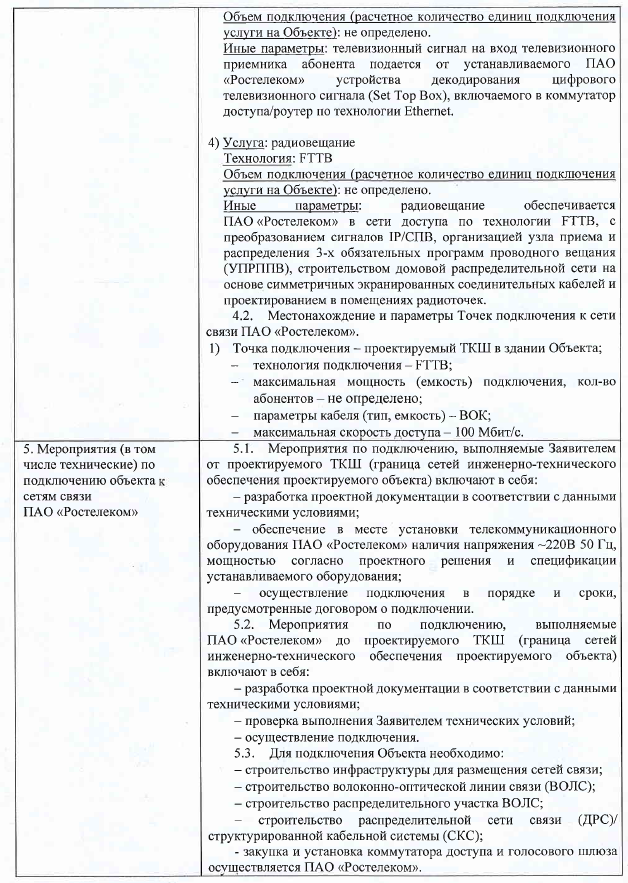 Объем подключения (расчетное количество единиц подключения
услуги на Объекте): не определено.
Иные параметры: телевизионный сигнал на вход телевизионного
приемника абонента подается от устанавливаемого ПАО
«Ростелеком» устройства декодирования цифрового
телевизионного сигнала (Set Top Box), включаемого в коммутатор
доступа/роутер по технологии Ethernet.
4) Услуга: радиовещание
Технология: FTTB
Объем подключения (расчетное количество единиц подключения
услуги на Объекте): не определено.
Иные параметры: радиовещание обеспечивается
ПАО «Ростелеком» в сети доступа по технологии FTTB, с
преобразованием сигналов IP/СПВ, организацией узла приема и
распределения 3-х обязательных программ проводного вещания
(УПРППВ), строительством домовой распределительной сети на
основе симметричных экранированных соединительных кабелей и
проектированием в помещениях радиоточек.
4.2. Местонахождение и параметры Точек подключения к сети
связи ПАО «Ростелеком».
1) Точка подключения – проектируемый ТКШ в здании Объекта;
– технология подключения – FTTB;
– максимальная мощность (емкость) подключения, кол-во
абонентов – не определено;
– параметры кабеля (тип, емкость) – ВОК;
– максимальная скорость доступа – 100 Мбит/с.
5. Мероприятия (в том
числе технические) по
подключению объекта к
сетям связи
ПАО «Ростелеком»
5.1. Мероприятия по подключению, выполняемые Заявителем
от проектируемого ТКШ (граница сетей инженерно-технического
обеспечения проектируемого объекта) включают в себя:
– разработка проектной документации в соответствии с данными
техническими условиями;
– обеспечение в месте установки телекоммуникационного
оборудования ПАО «Ростелеком» наличия напряжения ~220В 50 Гц,
мощностью согласно проектного решения и спецификации
устанавливаемого оборудования;
– осуществление подключения в порядке и сроки,
предусмотренные договором о подключении.
5.2. Мероприятия по подключению, выполняемые
ПАО «Ростелеком» до проектируемого ТКШ (граница сетей
инженерно-технического обеспечения проектируемого объекта)
включают в себя:
– разработка проектной документации в соответствии с данными
техническими условиями;
– проверка выполнения Заявителем технических условий;
– осуществление подключения.
5.3. Для подключения Объекта необходимо:
– строительство инфраструктуры для размещения сетей связи;
– строительство волоконно-оптической линии связи (ВОЛС);
– строительство распределительного участка ВОЛС;
– строительство распределительной сети связи (ДРС)/
структурированной кабельной системы (СКС);
- закупка и установка коммутатора доступа и голосового шлюза
осуществляется ПАО «Ростелеком».